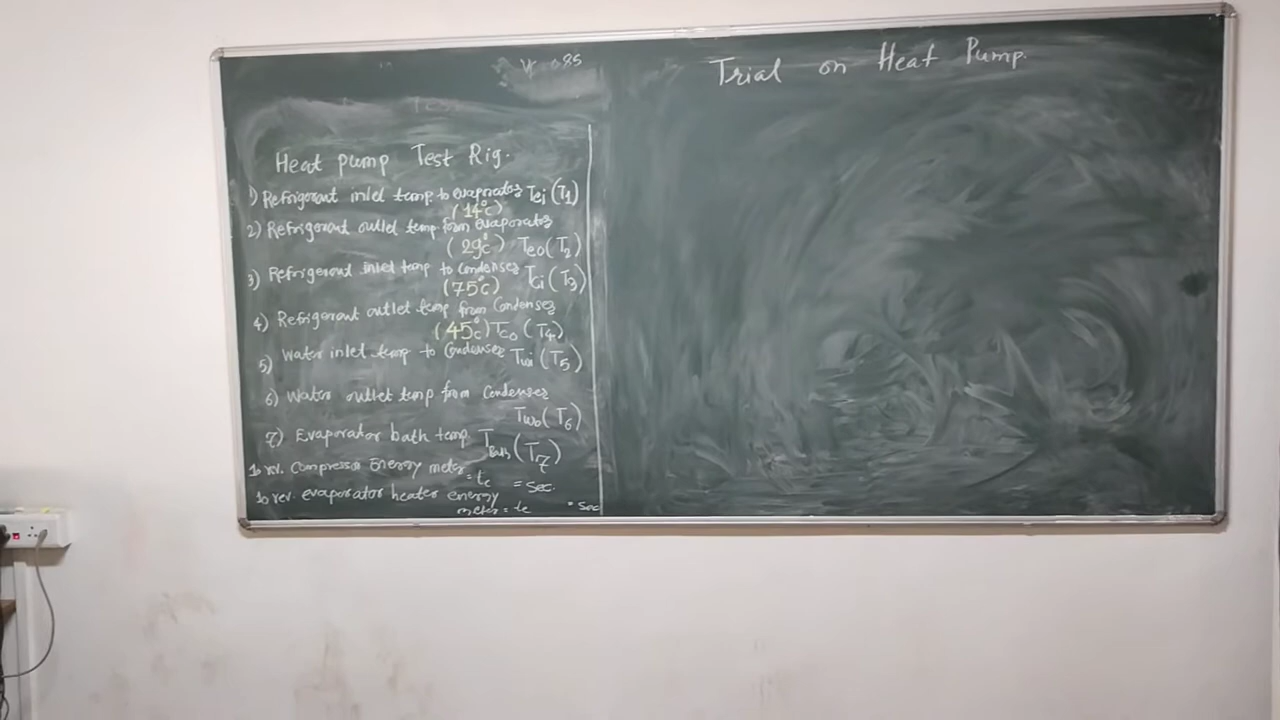 Trial on Heat Pump.
Heat pump Test Rig.
1) Refrigerant inlet temp to evaporator Tei (T1)
(14°C)
2) Refrigerant outlet temp from evaporator
(29°C) Teo (T2)
3) Refrigerent inlet temp to Condenser Tci (T3)
(75°C)
4) Refrigerant outlet temp from Condenser
(45°C) Tco (T4)
5) Water inlet temp to Condenser Twi (T5)
6) Water outlet temp from Condenser
Two (T6)
7) Evaporator bath temp. TBath (T7)
10 rev. Compressor Energy meter = tc = sec.
10 rev. evaporator heater energy
meter = te = sec